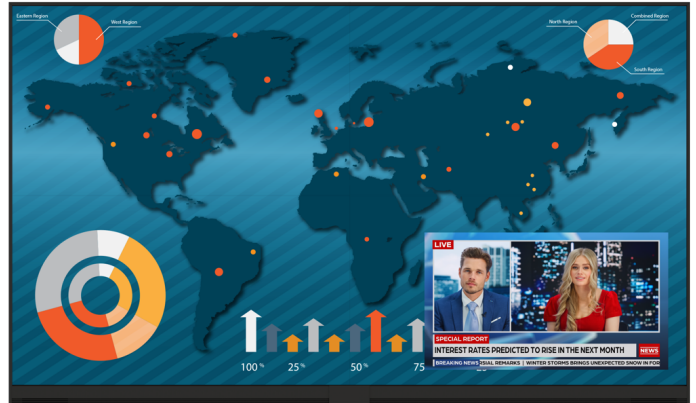 Eastern Region
West Region
North Region
Combined Region
South Region
LIVE
SPECIAL REPORT
INTEREST RATES PREDICTED TO RISE IN THE NEXT MONTH
NEWS
BREAKING NEWS
RSIAL REMARKS | WINTER STORMS BRINGS UNEXPECTED SNOW IN FOR
100 %
25 %
50 %
75